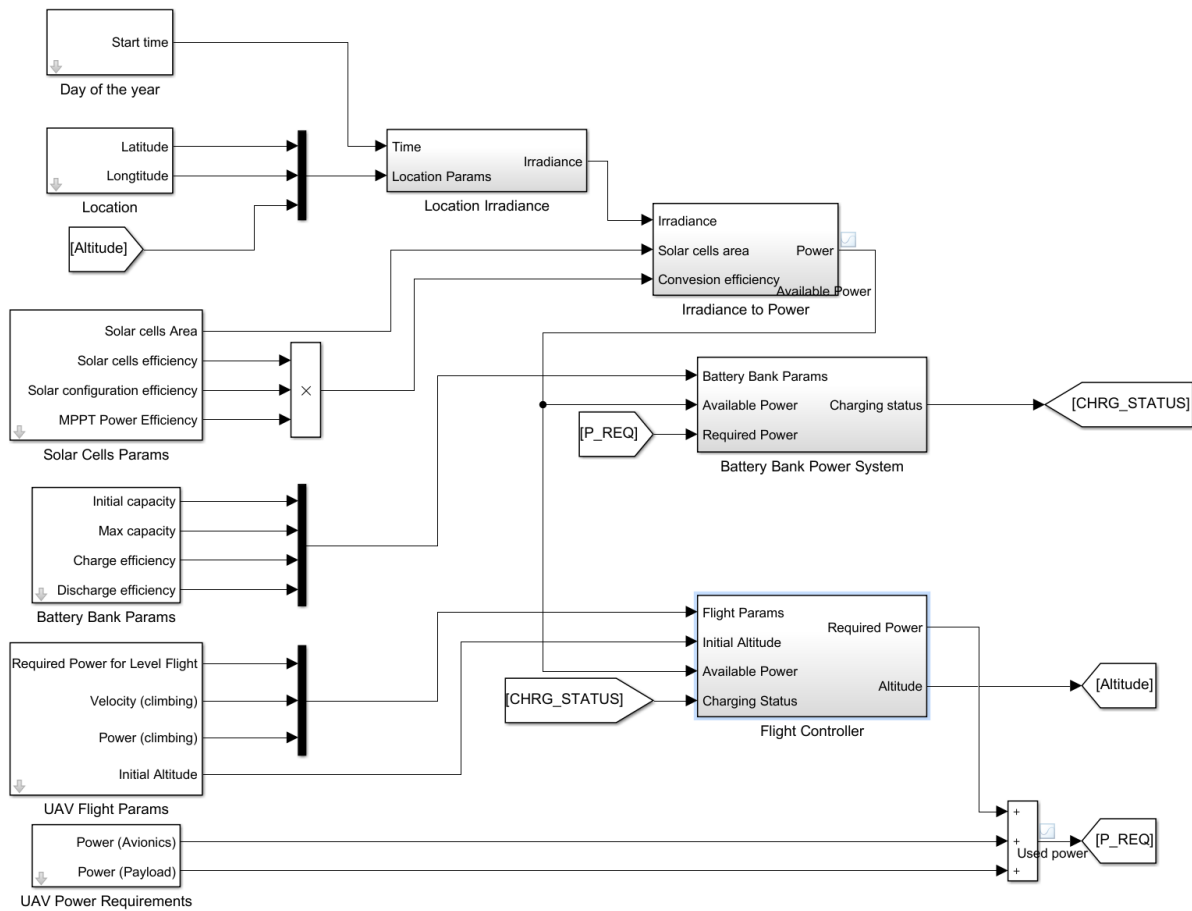 Start time
Day of the year
Latitude
Longtitude
Location
[Altitude]
Time
Location Params
Irradiance
Location Irradiance
Irradiance
Solar cells area
Convesion efficiency
Power
Available Power
Irradiance to Power
Solar cells Area
Solar cells efficiency
Solar configuration efficiency
MPPT Power Efficiency
Solar Cells Params
×
Battery Bank Params
Available Power
Required Power
Charging status
Battery Bank Power System
[P_REQ]
[CHRG_STATUS]
Initial capacity
Max capacity
Charge efficiency
Discharge efficiency
Battery Bank Params
Flight Params
Initial Altitude
Available Power
Charging Status
Required Power
Altitude
Flight Controller
[CHRG_STATUS]
[Altitude]
Required Power for Level Flight
Velocity (climbing)
Power (climbing)
Initial Altitude
UAV Flight Params
Power (Avionics)
Power (Payload)
UAV Power Requirements
+
+
+
Used power
[P_REQ]